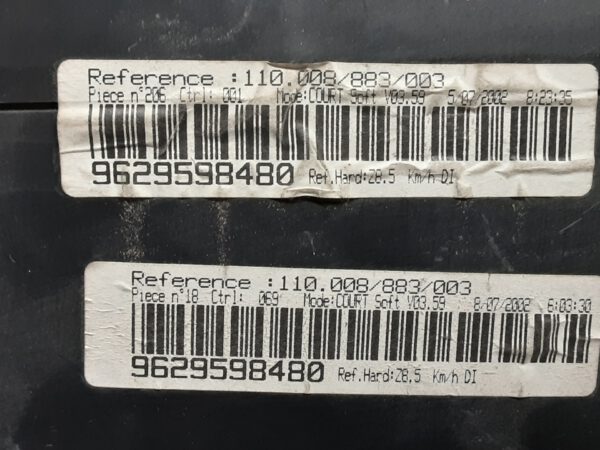 Reference :110.008/883/003
Piece n°206 Ctrl: 001 Mode:COURT Soft V03.59 5-07/2002 8:23:35
9629598480 Ref.Hard:Z8.5 Km/h DI
Reference :110.008/883/003
Piece n°18 Ctrl: 069 Mode:COURT Soft V03.59 8-07/2002 6:03:30
9629598480 Ref.Hard:Z8.5 Km/h DI